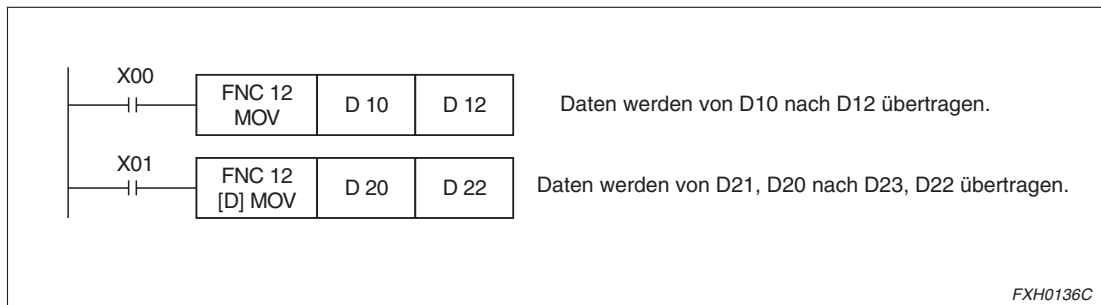 X00
FNC 12
MOV
D 10
D 12
Daten werden von D10 nach D12 übertragen.
X01
FNC 12
[D] MOV
D 20
D 22
Daten werden von D21, D20 nach D23, D22 übertragen.
FXH0136C